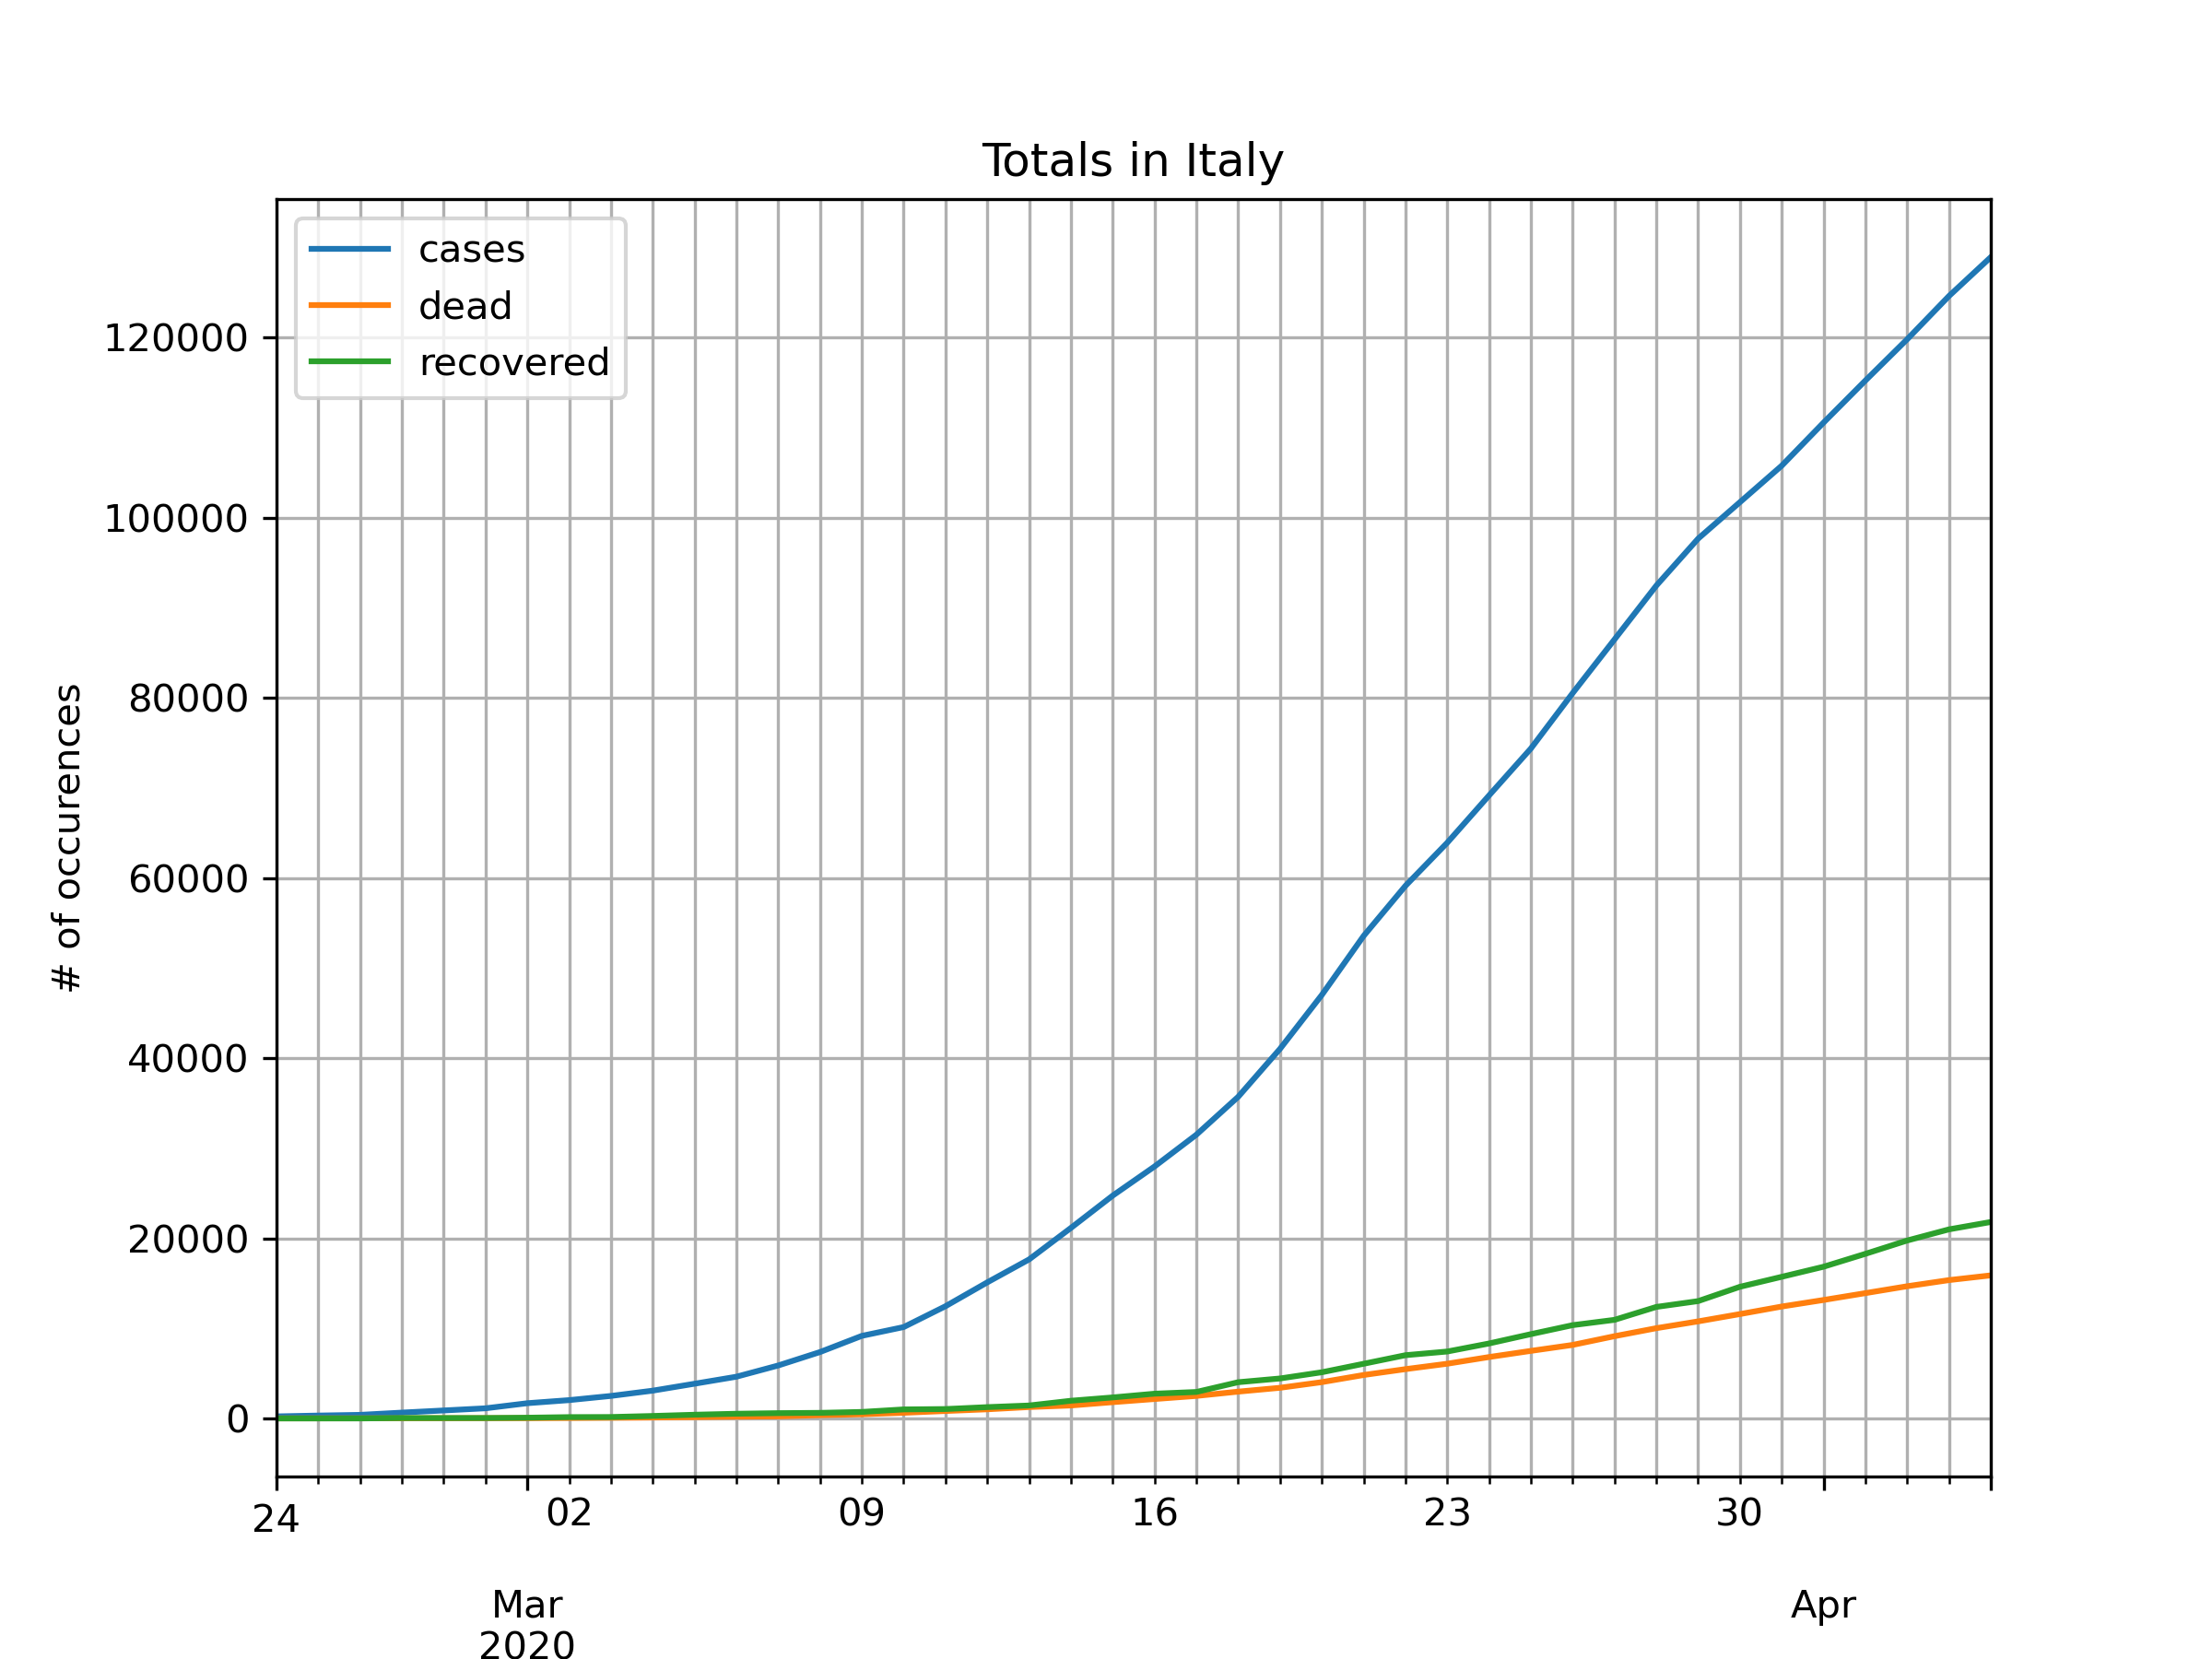 Totals in Italy
cases
dead
recovered
120000
100000
80000
60000
40000
20000
0
# of occurences
24 02 09 16 23 30
Mar Apr
2020